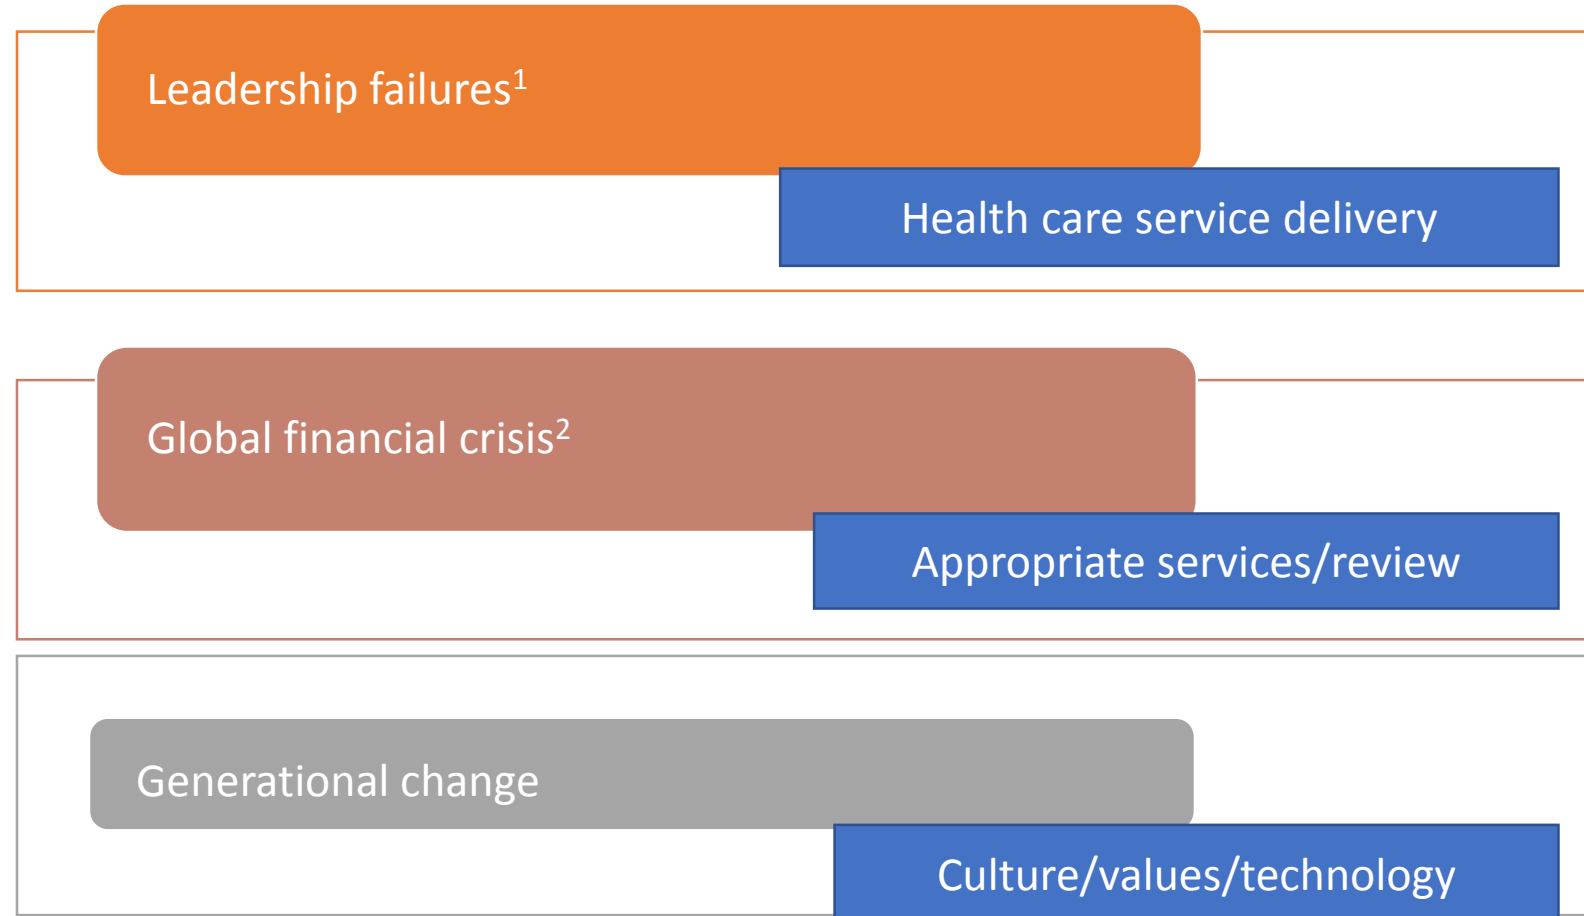 Leadership failures¹
Health care service delivery
Global financial crisis²
Appropriate services/review
Generational change
Culture/values/technology